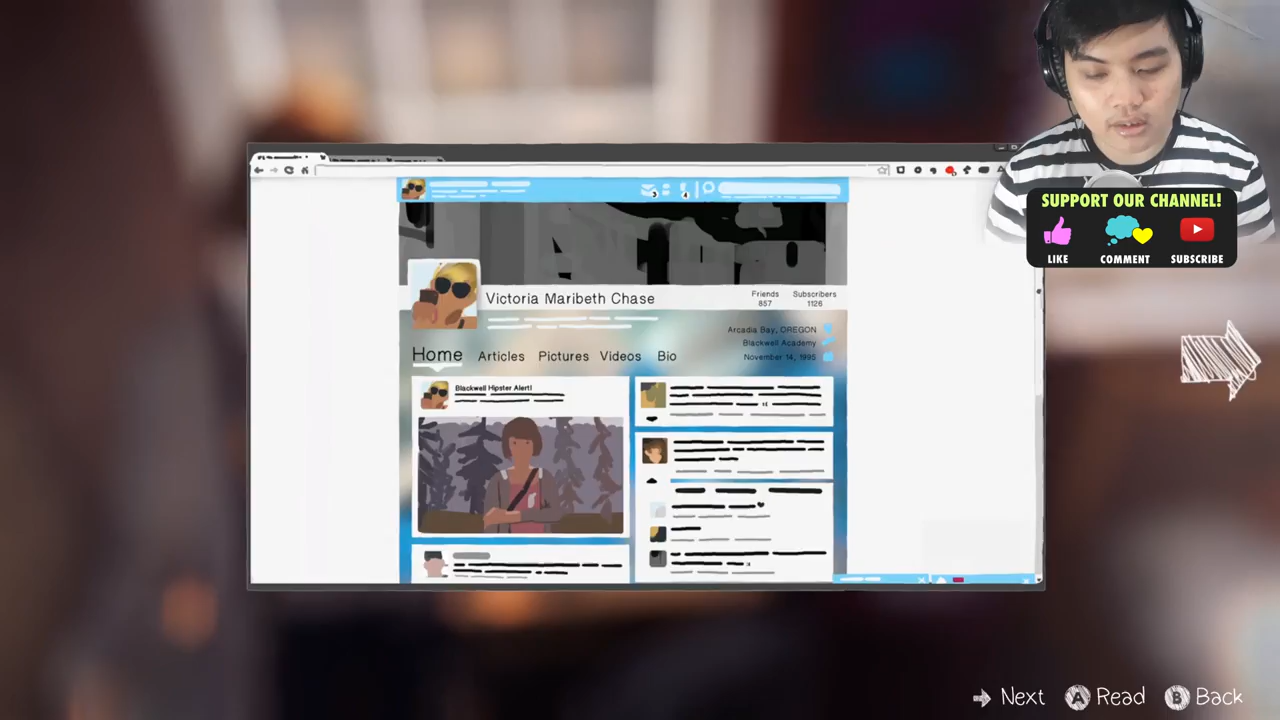 SUPPORT OUR CHANNEL!
LIKE
COMMENT
SUBSCRIBE
Victoria Maribeth Chase
Friends
857
Subscribers
1126
Arcadia Bay, OREGON
Blackwell Academy
November 14, 1995
Home Articles Pictures Videos Bio
Blackwell Hipster Alert!
Next A Read B Back